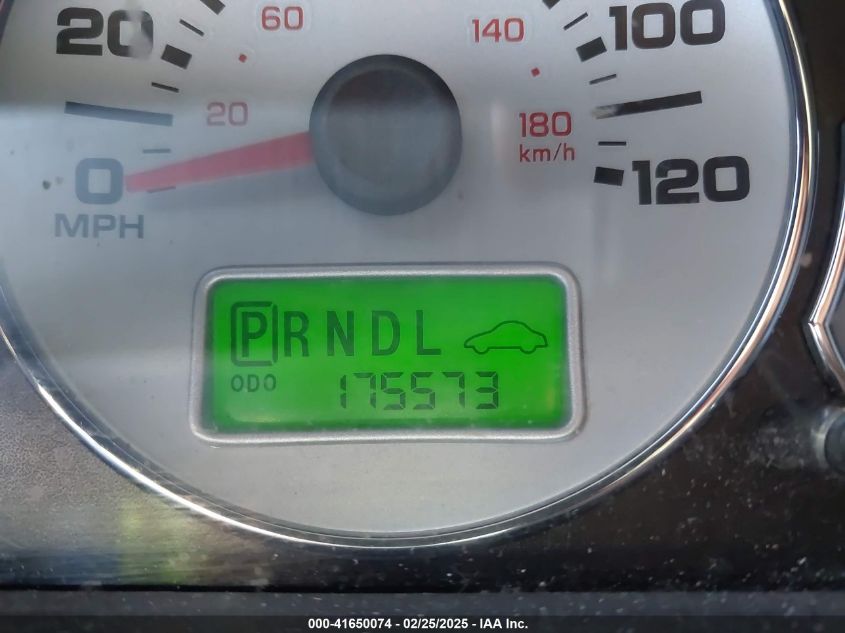 20 60 140 100
20 180
km/h
0 120
MPH
PRNDL
ODO 175573
000-41650074 - 02/25/2025 - IAA Inc.